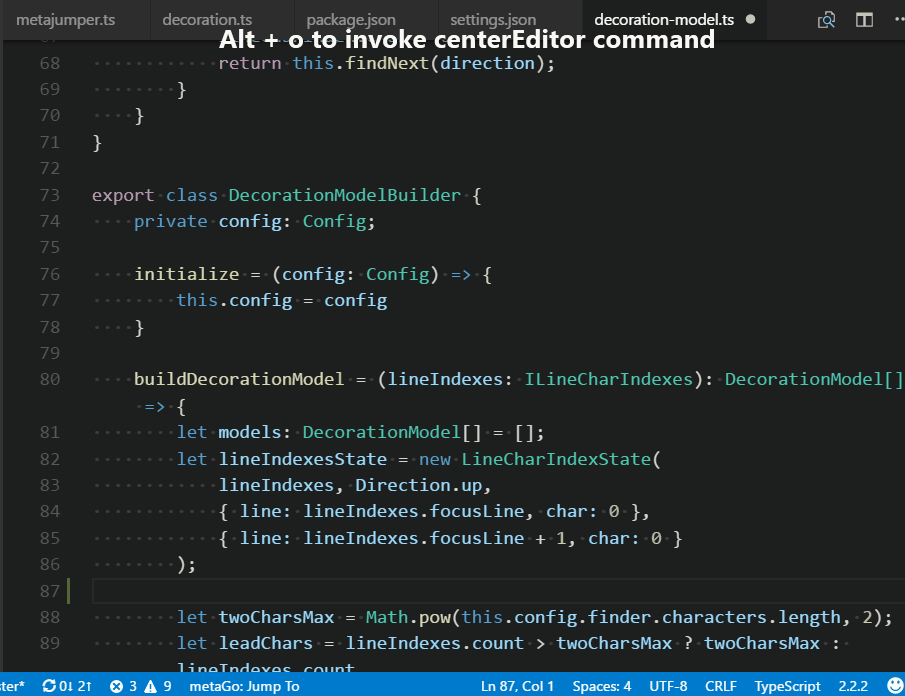 metajumper.ts decoration.ts package.json settings.json decoration-model.ts
Alt + o to invoke centerEditor command
68 return this.findNext(direction);
69 }
70 }
71 }
72
73 export class DecorationModelBuilder {
74 private config: Config;
75
76 initialize = (config: Config) => {
77 this.config = config
78 }
79
80 buildDecorationModel = (lineIndexes: ILineCharIndexes): DecorationModel[]
=> {
81 let models: DecorationModel[] = [];
82 let lineIndexesState = new LineCharIndexState(
83 lineIndexes, Direction.up,
84 { line: lineIndexes.focusLine, char: 0 },
85 { line: lineIndexes.focusLine + 1, char: 0 }
86 );
87
88 let twoCharsMax = Math.pow(this.config.finder.characters.length, 2);
89 let leadChars = lineIndexes.count > twoCharsMax ? twoCharsMax :
lineIndexes.count
ster* 0↓ 2↑ 3 9 metaGo: Jump To Ln 87, Col 1 Spaces: 4 UTF-8 CRLF TypeScript 2.2.2